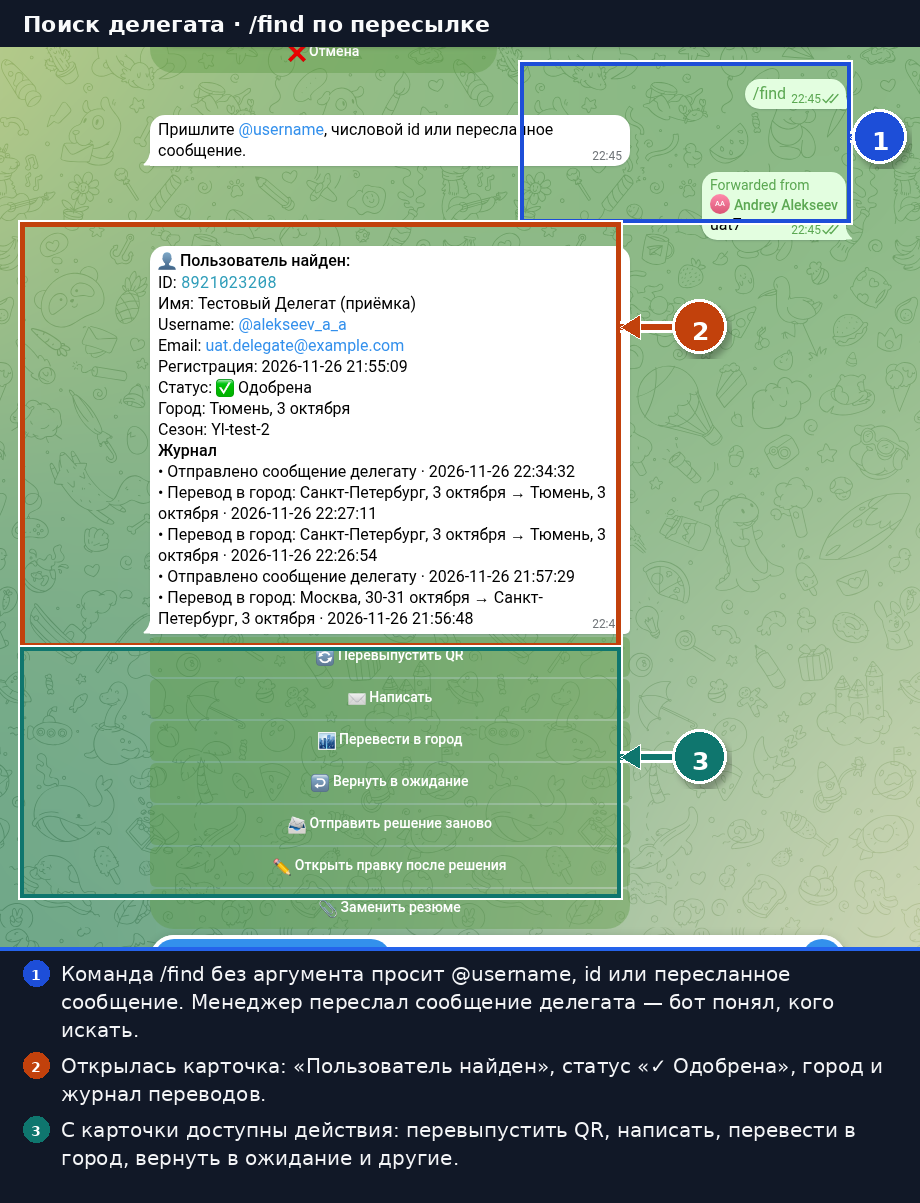 Поиск делегата · /find по пересылке
❌ Отмена
/find 22:45
Пришлите @username, числовой id или пересланное
сообщение.
22:45
Forwarded from
AA Andrey Alekseev
uat7 22:45
👤 Пользователь найден:
ID: 8921023208
Имя: Тестовый Делегат (приёмка)
Username: @alekseev_a_a
Email: uat.delegate@example.com
Регистрация: 2026-11-26 21:55:09
Статус: ✅ Одобрена
Город: Тюмень, 3 октября
Сезон: Yl-test-2
Журнал
• Отправлено сообщение делегату · 2026-11-26 22:34:32
• Перевод в город: Санкт-Петербург, 3 октября → Тюмень, 3
октября · 2026-11-26 22:27:11
• Перевод в город: Санкт-Петербург, 3 октября → Тюмень, 3
октября · 2026-11-26 22:26:54
• Отправлено сообщение делегату · 2026-11-26 21:57:29
• Перевод в город: Москва, 30-31 октября → Санкт-
Петербург, 3 октября · 2026-11-26 21:56:48
22:4
🔄 Перевыпустить QR
✉️ Написать
🏙 Перевести в город
↩️ Вернуть в ожидание
📨 Отправить решение заново
✏️ Открыть правку после решения
📎 Заменить резюме
1
2
3
1 Команда /find без аргумента просит @username, id или пересланное
сообщение. Менеджер переслал сообщение делегата — бот понял, кого
искать.
2 Открылась карточка: «Пользователь найден», статус «✓ Одобрена», город и
журнал переводов.
3 С карточки доступны действия: перевыпустить QR, написать, перевести в
город, вернуть в ожидание и другие.